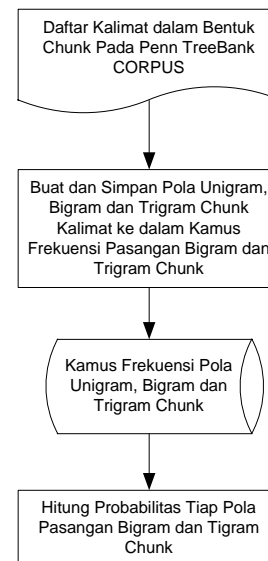 Daftar Kalimat dalam Bentuk
Chunk Pada Penn TreeBank
CORPUS
Buat dan Simpan Pola Unigram,
Bigram dan Trigram Chunk
Kalimat ke dalam Kamus
Frekuensi Pasangan Bigram dan
Trigram Chunk
Kamus Frekuensi Pola
Unigram, Bigram dan
Trigram Chunk
Hitung Probabilitas Tiap Pola
Pasangan Bigram dan Tigram
Chunk